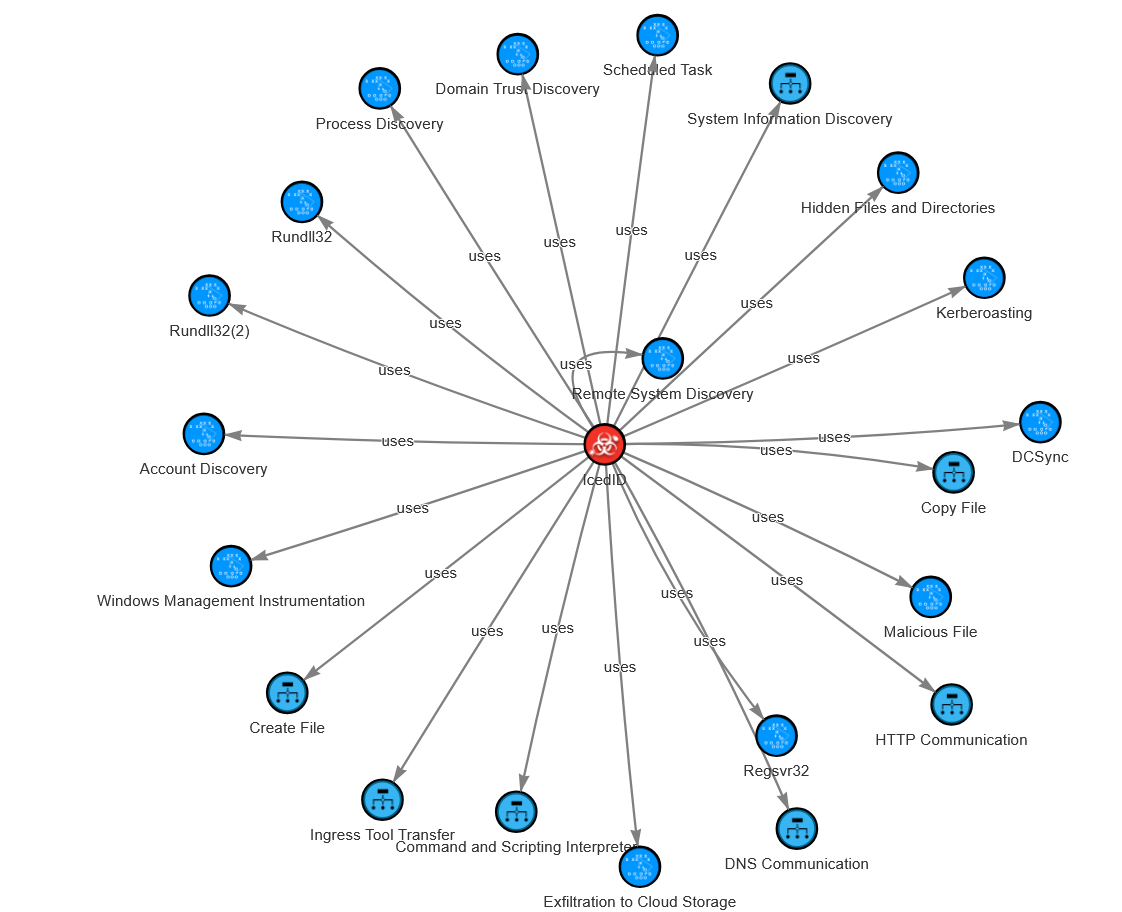 Scheduled Task
Domain Trust Discovery
System Information Discovery
Process Discovery
Hidden Files and Directories
Rundll32
uses
uses
uses
uses
uses
Kerberoasting
uses
Rundll32(2)
uses
uses
uses
uses
Remote System Discovery
uses
uses
uses
DCSync
Account Discovery
IcedID
Copy File
uses
uses
uses
uses
Windows Management Instrumentation
uses
uses
uses
Malicious File
uses
uses
Create File
HTTP Communication
Regsvr32
Ingress Tool Transfer
Command and Scripting Interpreter
DNS Communication
Exfiltration to Cloud Storage